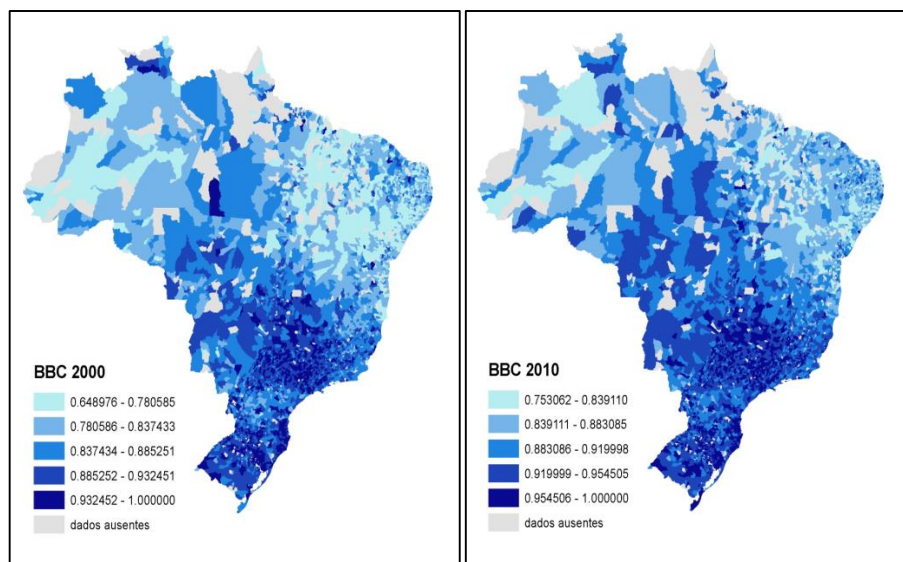 BBC 2000
0.648976 - 0.780585
0.780586 - 0.837433
0.837434 - 0.885251
0.885252 - 0.932451
0.932452 - 1.000000
dados ausentes
BBC 2010
0.753062 - 0.839110
0.839111 - 0.883085
0.883086 - 0.919998
0.919999 - 0.954505
0.954506 - 1.000000
dados ausentes